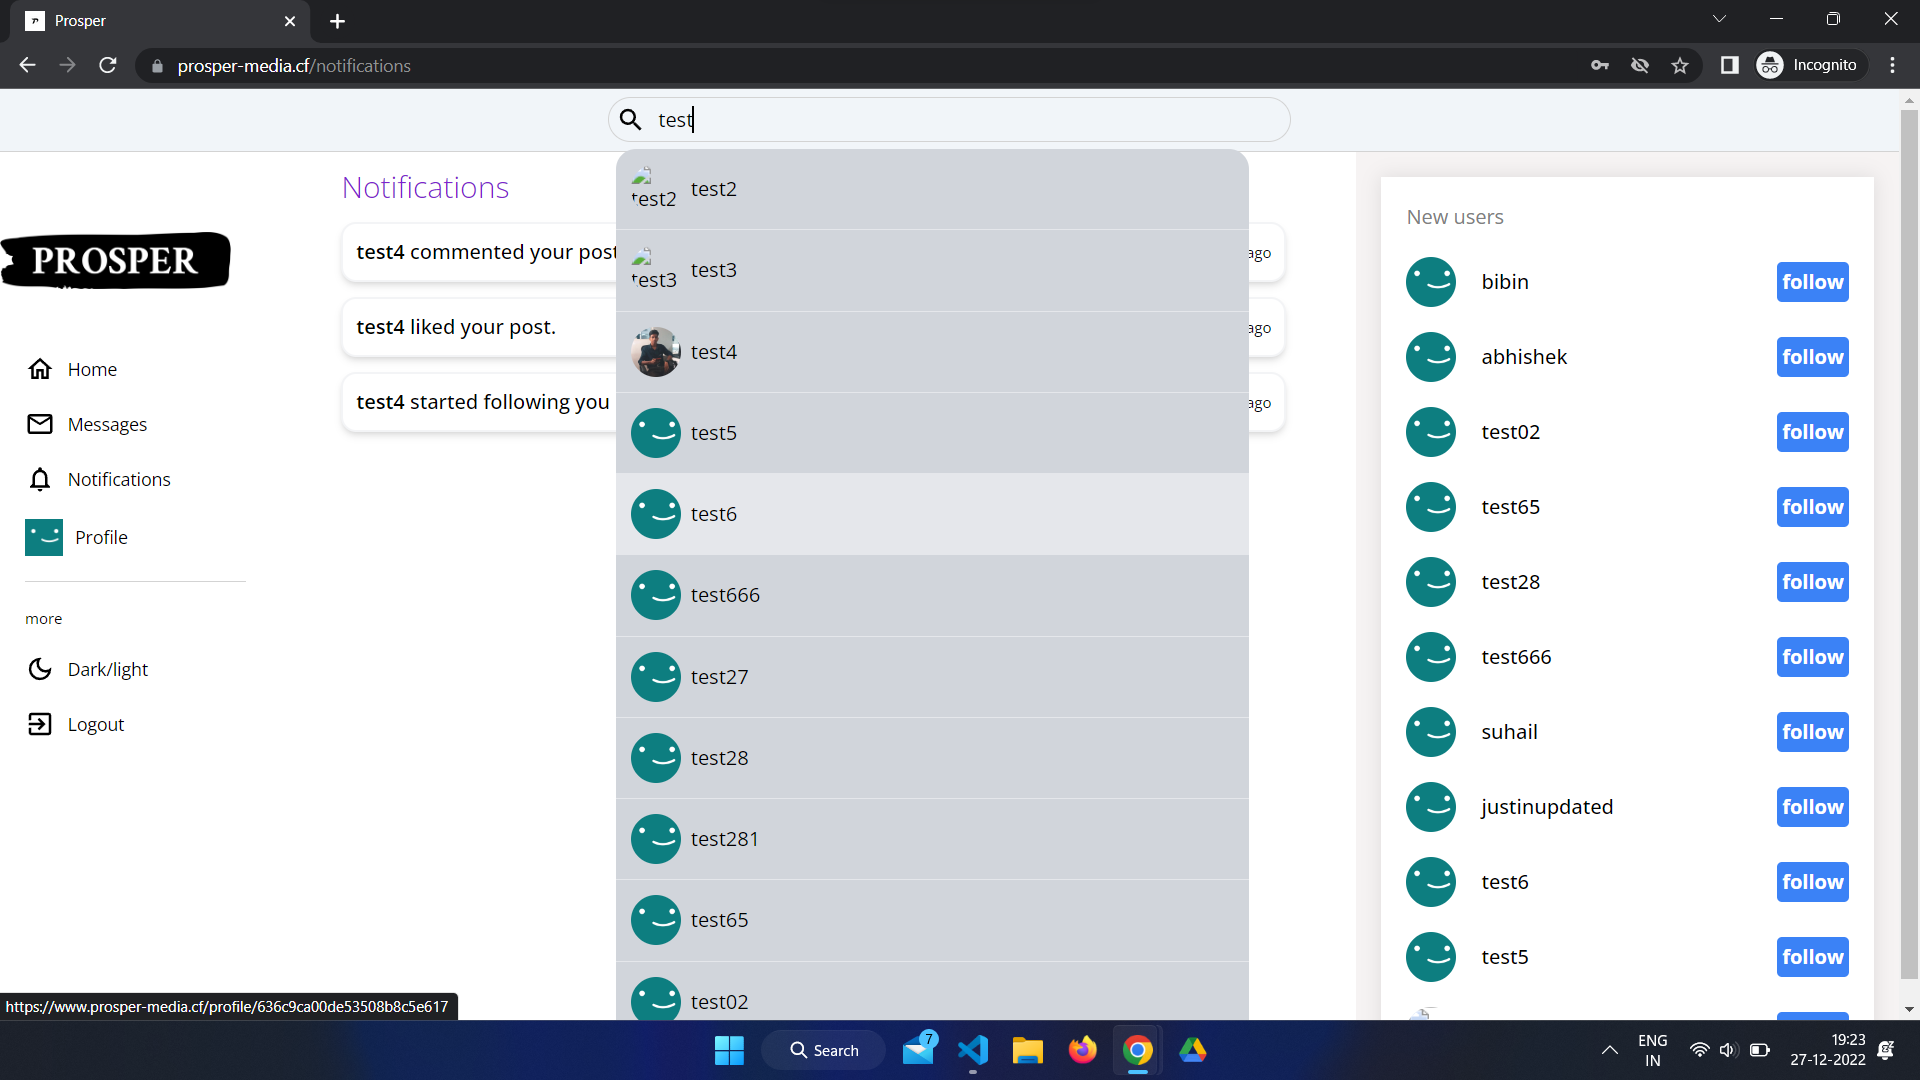 Prosper
prosper-media.cf/notifications
Incognito
test
PROSPER
Home
Messages
Notifications
Profile
more
Dark/light
Logout
Notifications
test4 commented your post
ago
test4 liked your post.
ago
test4 started following you
ago
test2
test2
test3
test3
test4
test5
test6
test666
test27
test28
test281
test65
test02
New users
bibin
follow
abhishek
follow
test02
follow
test65
follow
test28
follow
test666
follow
suhail
follow
justinupdated
follow
test6
follow
test5
follow
https://www.prosper-media.cf/profile/636c9ca00de53508b8c5e617
Search
7
ENG
IN
19:23
27-12-2022